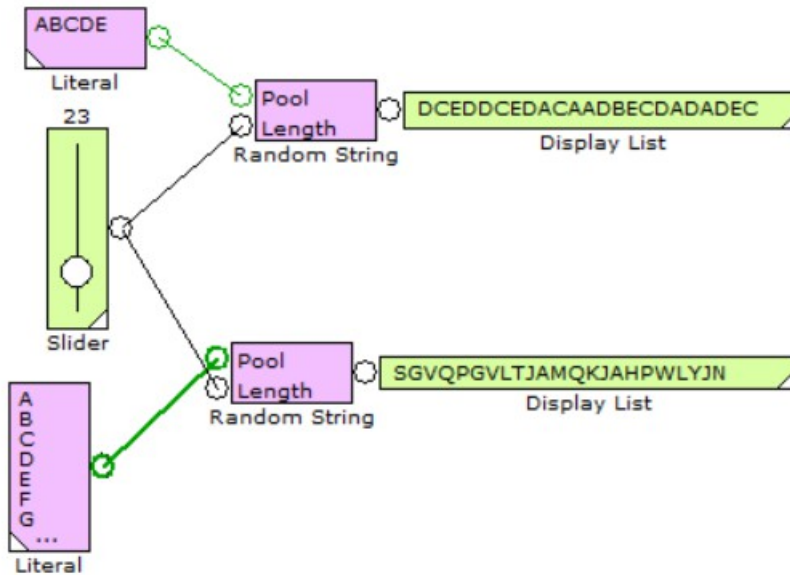 ABCDE
Literal
Pool
Length
Random String
DCEDDCEDACAADBECDADADEC
Display List
23
Slider
Pool
Length
Random String
SGVQPGVLTJAMQKJAHPWLYJN
Display List
A
B
C
D
E
F
G
...
Literal